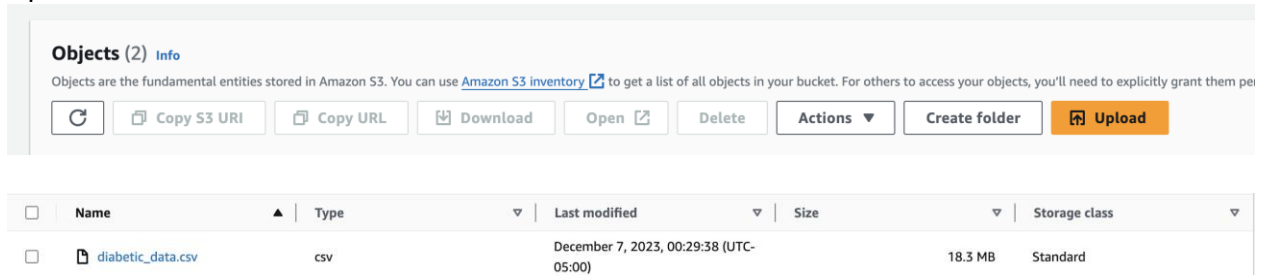 Objects (2) Info
Objects are the fundamental entities stored in Amazon S3. You can use Amazon S3 inventory to get a list of all objects in your bucket. For others to access your objects, you'll need to explicitly grant them
Copy S3 URI Copy URL Download Open Delete Actions Create folder Upload
Name Type Last modified Size Storage class
diabetic_data.csv csv December 7, 2023, 00:29:38 (UTC-05:00) 18.3 MB Standard